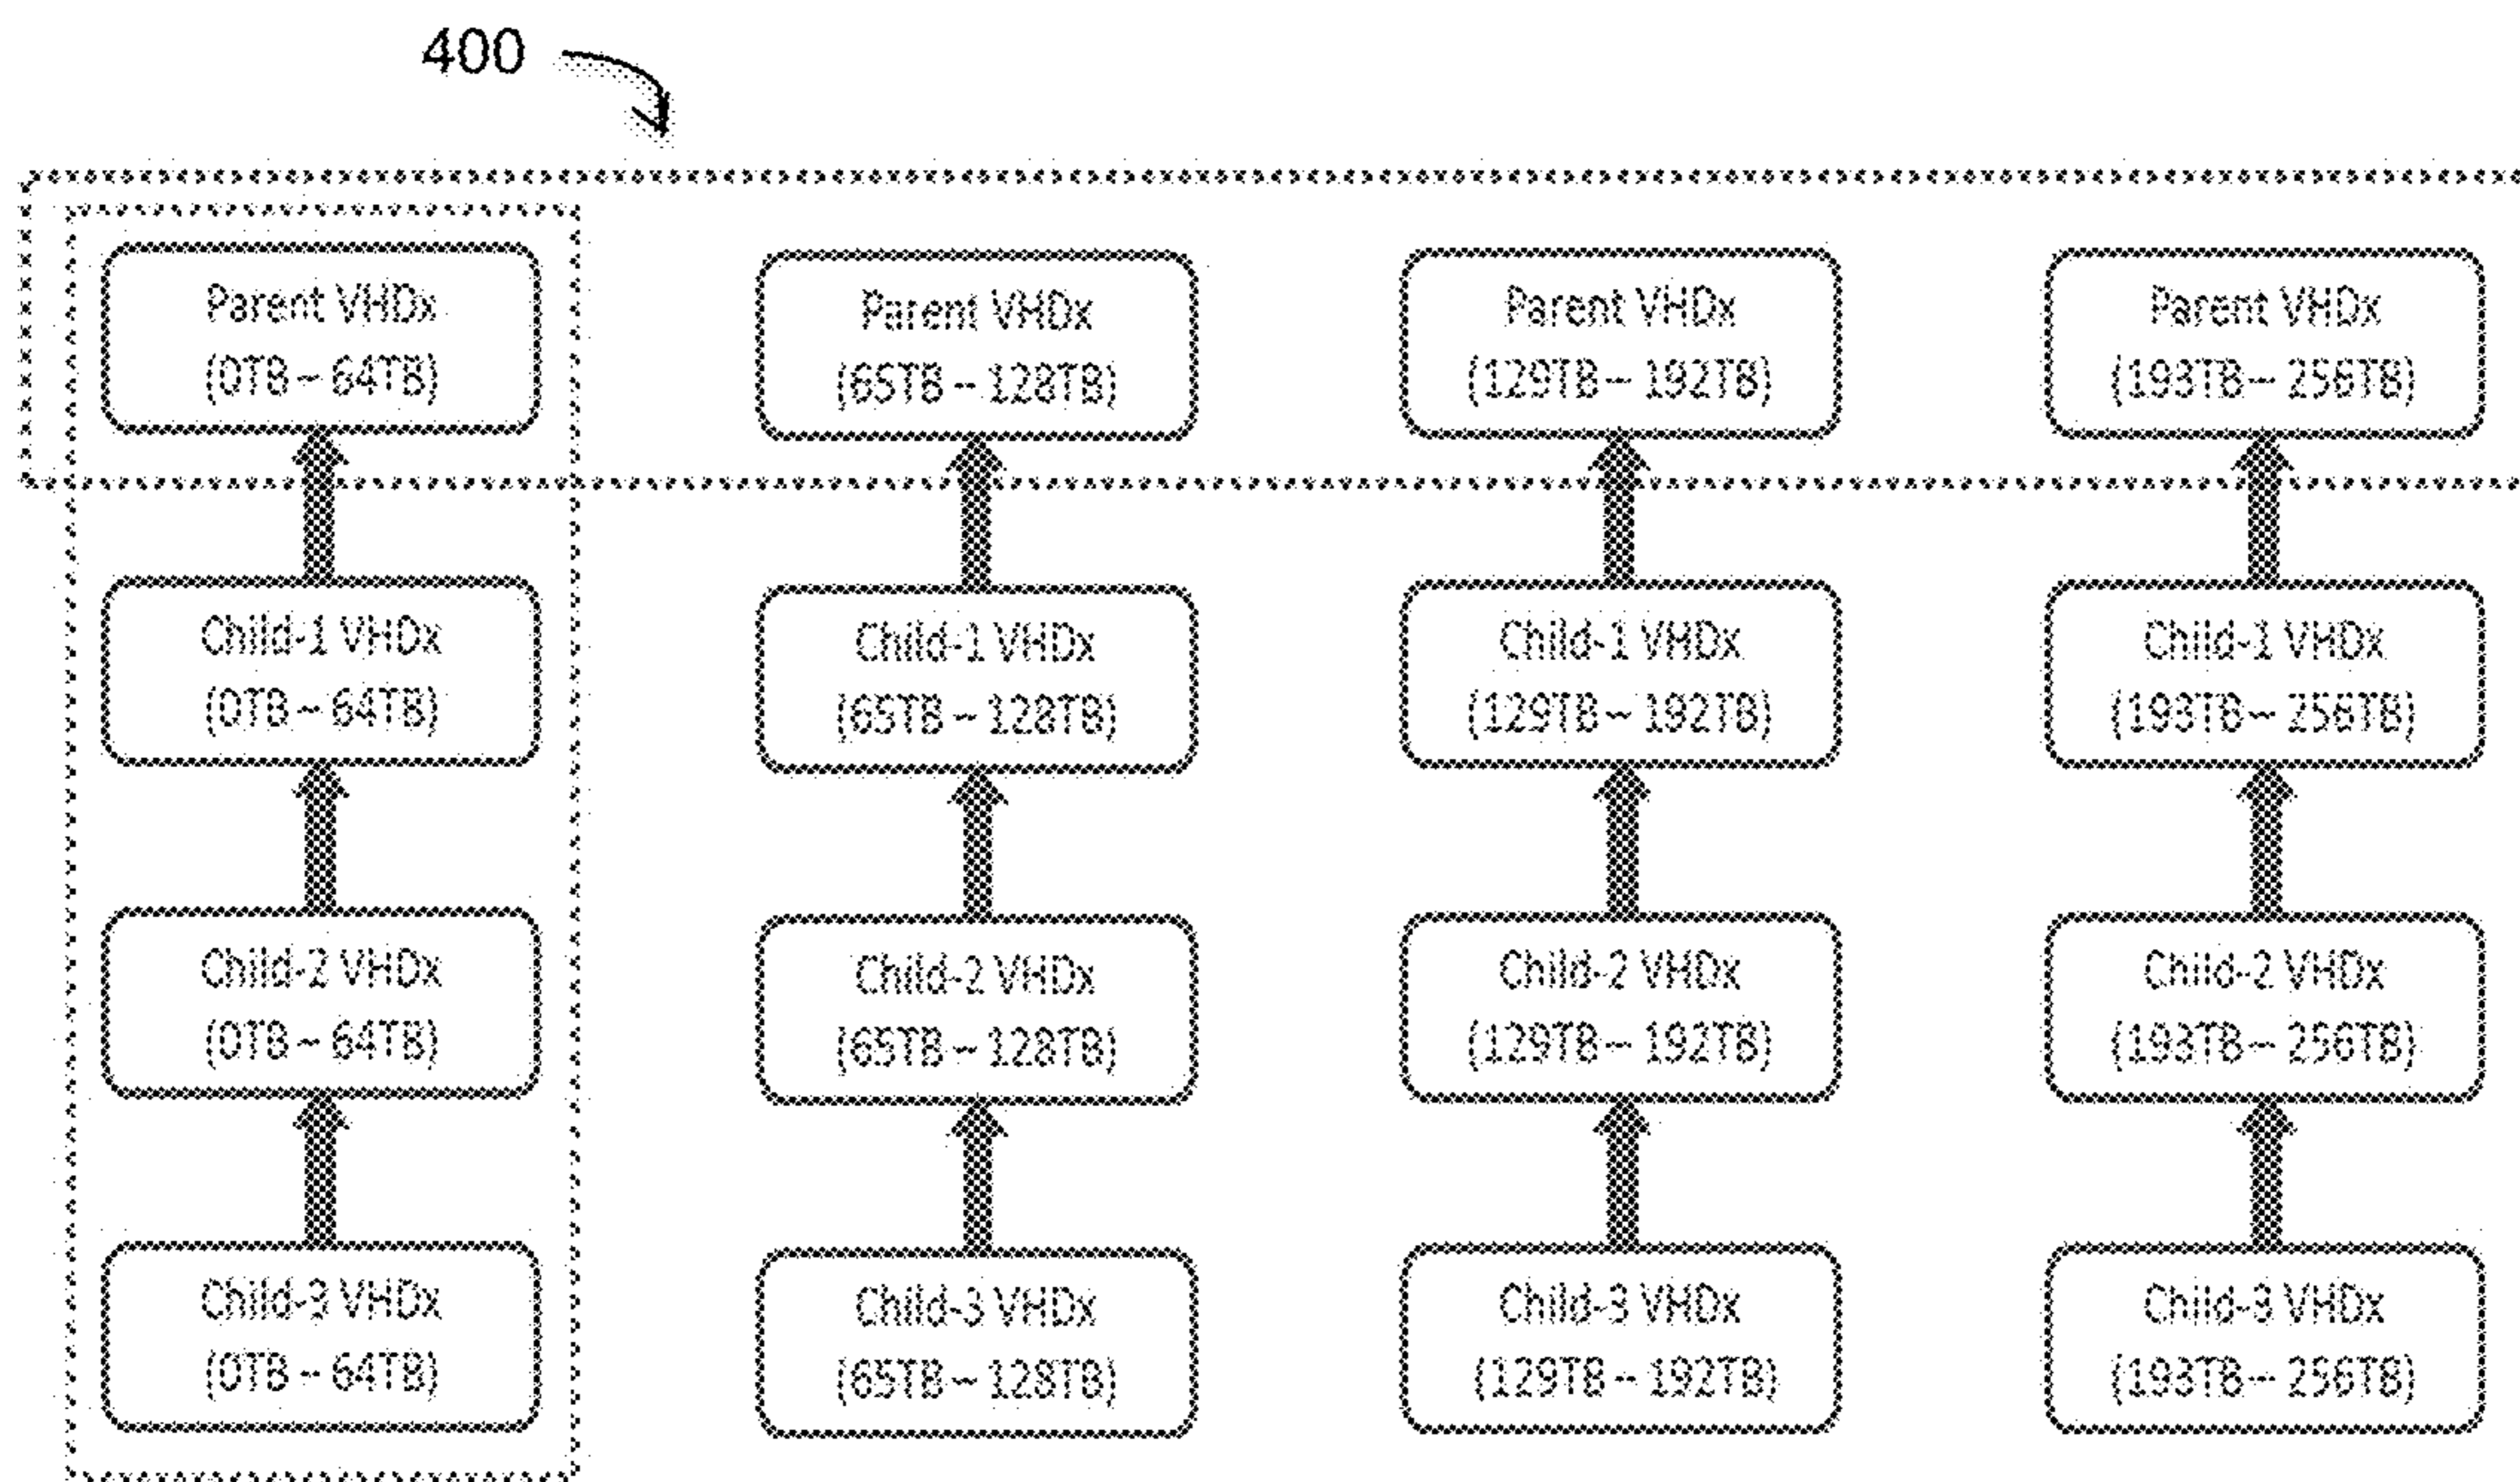 400
Parent VHDx
(0TB – 64TB)
Parent VHDx
(65TB – 128TB)
Parent VHDx
(129TB – 192TB)
Parent VHDx
(193TB – 256TB)
Child-1 VHDx
(0TB – 64TB)
Child-1 VHDx
(65TB – 128TB)
Child-1 VHDx
(129TB – 192TB)
Child-1 VHDx
(193TB – 256TB)
Child-2 VHDx
(0TB – 64TB)
Child-2 VHDx
(65TB – 128TB)
Child-2 VHDx
(129TB – 192TB)
Child-2 VHDx
(193TB – 256TB)
Child-3 VHDx
(0TB – 64TB)
Child-3 VHDx
(65TB – 128TB)
Child-3 VHDx
(129TB – 192TB)
Child-3 VHDx
(193TB – 256TB)